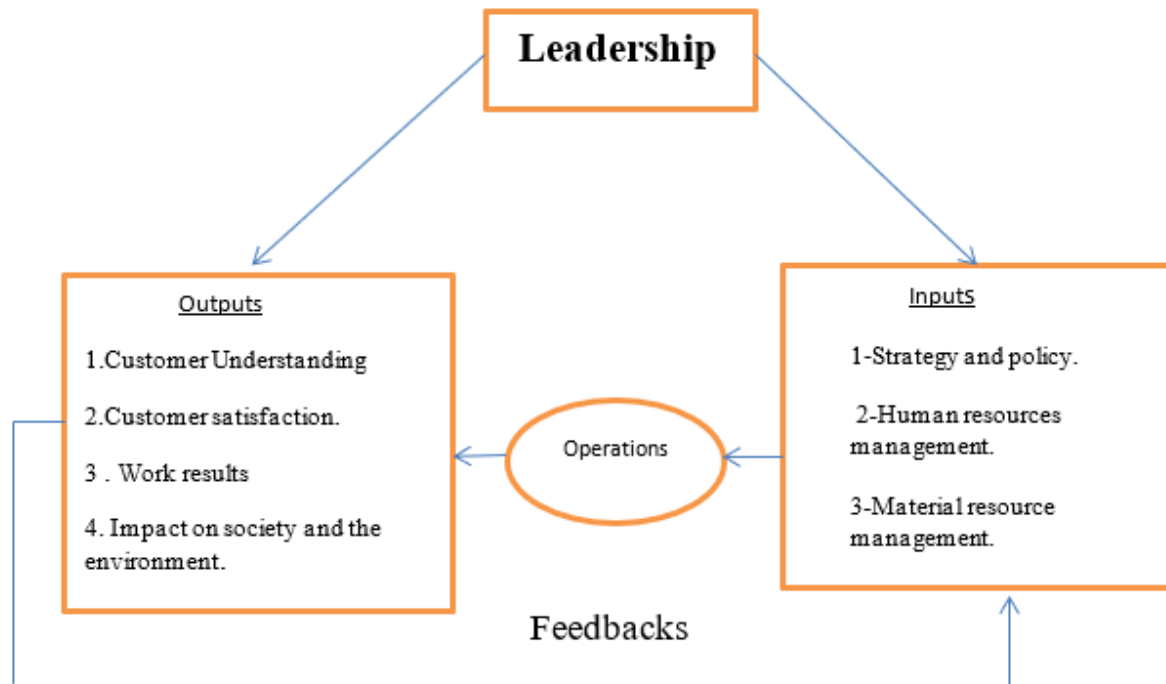 Leadership
Outputs
1.Customer Understanding
2.Customer satisfaction.
3 . Work results
4. Impact on society and the
environment.
Operations
Inputs
1-Strategy and policy.
2-Human resources
management.
3-Material resource
management.
Feedbacks